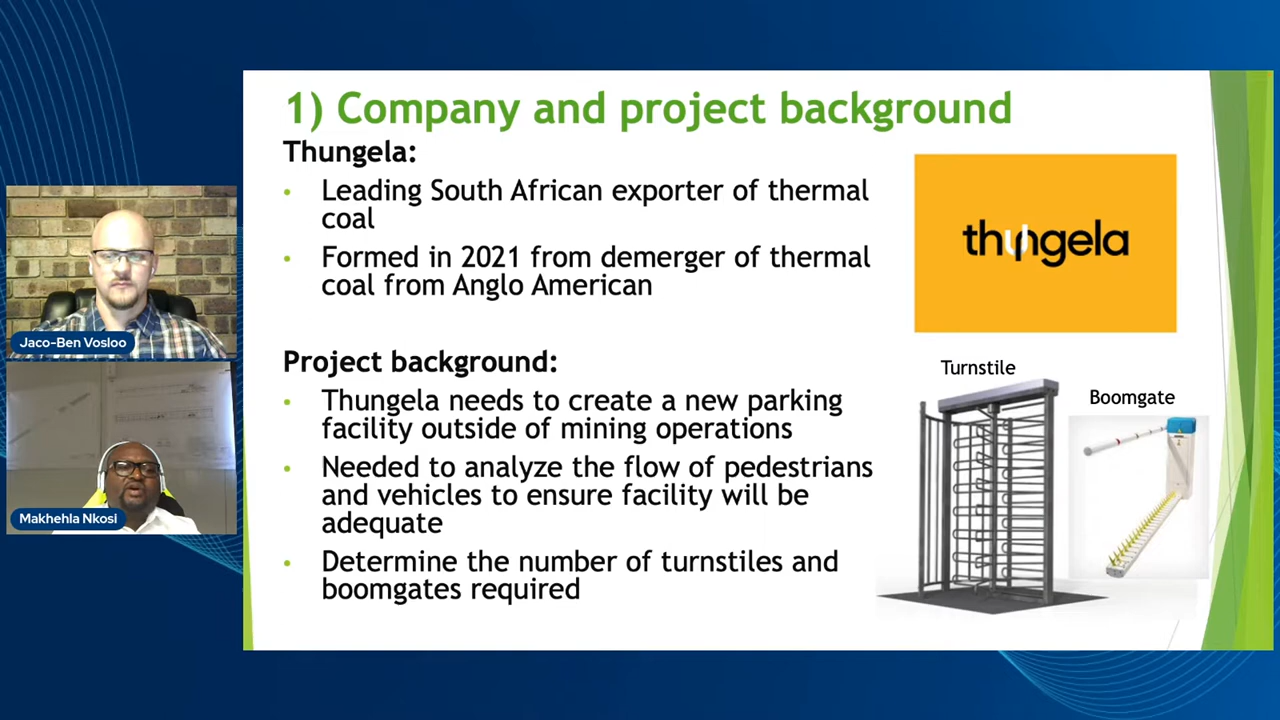 1) Company and project background
Thungela:
• Leading South African exporter of thermal
coal
• Formed in 2021 from demerger of thermal
coal from Anglo American
Project background:
• Thungela needs to create a new parking
facility outside of mining operations
• Needed to analyze the flow of pedestrians
and vehicles to ensure facility will be
adequate
• Determine the number of turnstiles and
boomgates required
thungela
Turnstile
Boomgate
Jaco-Ben Vosloo
Makhehla Nkosi